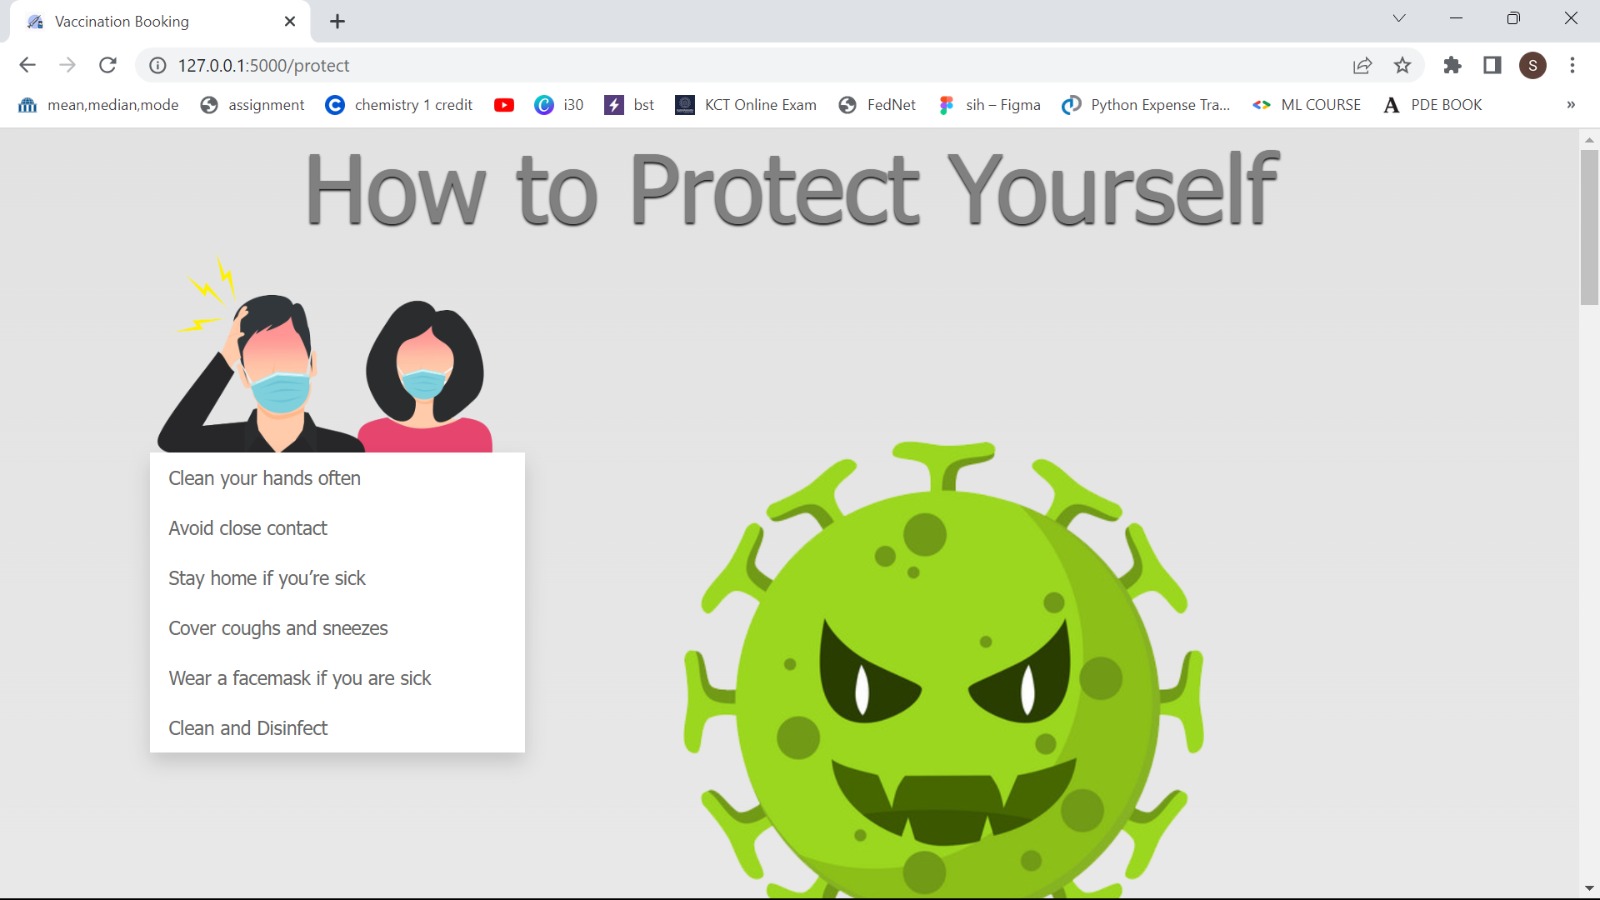 Vaccination Booking
127.0.0.1:5000/protect
S
mean,median,mode
assignment
chemistry 1 credit
i30
bst
KCT Online Exam
FedNet
sih – Figma
Python Expense Tra...
ML COURSE
A PDE BOOK
»
How to Protect Yourself
Clean your hands often
Avoid close contact
Stay home if you’re sick
Cover coughs and sneezes
Wear a facemask if you are sick
Clean and Disinfect